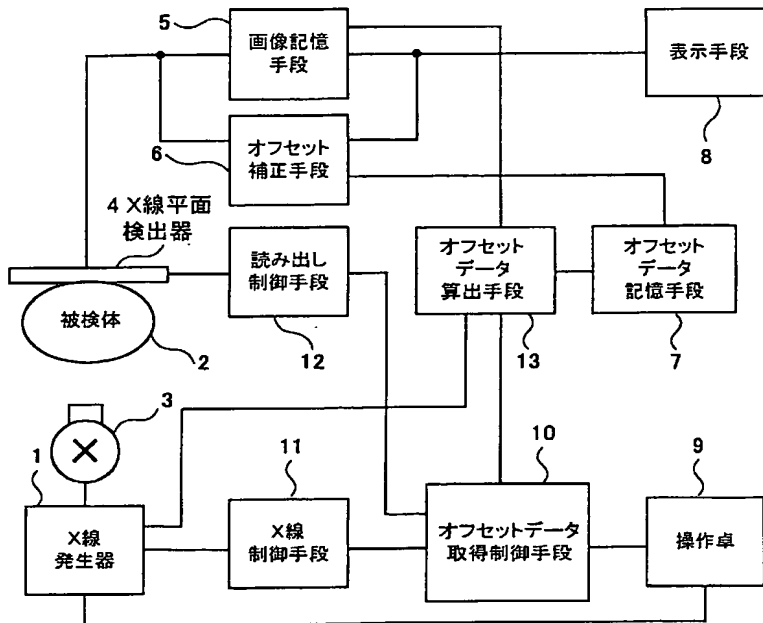 5
画像記憶
手段
表示手段
8
6
オフセット
補正手段
4 X線平面
検出器
読み出し
制御手段
12
オフセット
データ
算出手段
13
オフセット
データ
記憶手段
7
被検体
2
3
1
X線
発生器
11
X線
制御手段
10
オフセットデータ
取得制御手段
9
操作卓